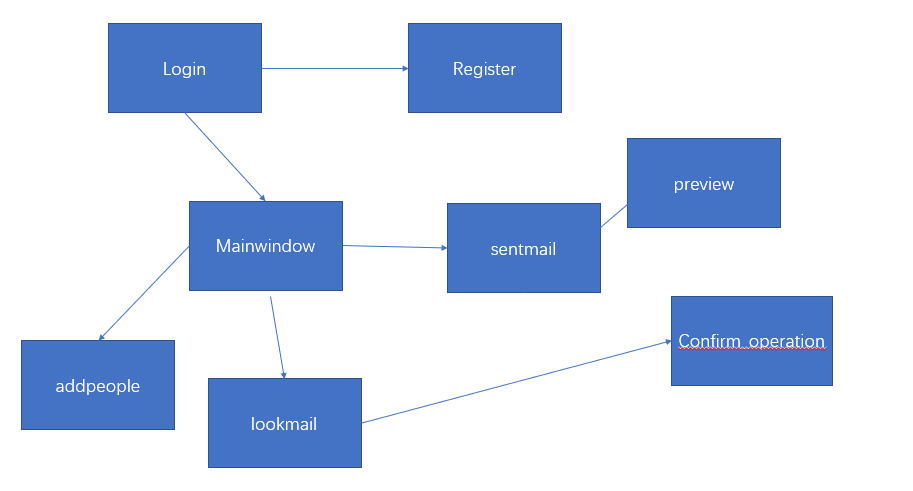 Login
Register
preview
Mainwindow
sentmail
Confirm_operation
addpeople
lookmail